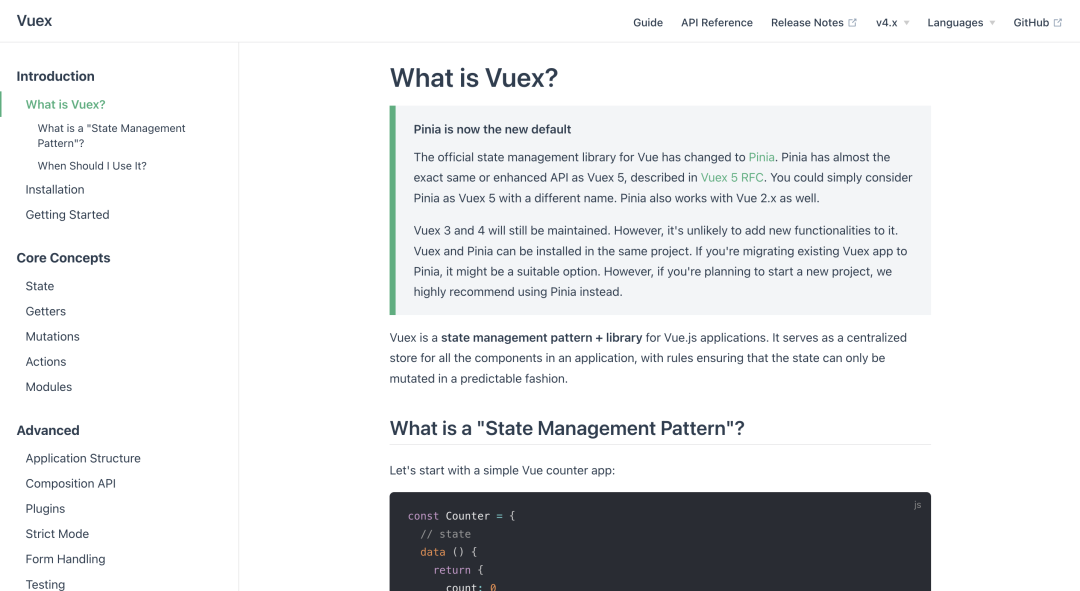 Vuex
Guide
API Reference
Release Notes
v4.x
Languages
GitHub
Introduction
What is Vuex?
What is a "State Management
Pattern"?
When Should I Use It?
Installation
Getting Started
Core Concepts
State
Getters
Mutations
Actions
Modules
Advanced
Application Structure
Composition API
Plugins
Strict Mode
Form Handling
Testing
What is Vuex?
Pinia is now the new default
The official state management library for Vue has changed to Pinia. Pinia has almost the
exact same or enhanced API as Vuex 5, described in Vuex 5 RFC. You could simply consider
Pinia as Vuex 5 with a different name. Pinia also works with Vue 2.x as well.
Vuex 3 and 4 will still be maintained. However, it's unlikely to add new functionalities to it.
Vuex and Pinia can be installed in the same project. If you're migrating existing Vuex app to
Pinia, it might be a suitable option. However, if you're planning to start a new project, we
highly recommend using Pinia instead.
Vuex is a state management pattern + library for Vue.js applications. It serves as a centralized
store for all the components in an application, with rules ensuring that the state can only be
mutated in a predictable fashion.
What is a "State Management Pattern"?
Let's start with a simple Vue counter app:
js
const Counter = {
  // state
  data () {
    return {
      count: 0